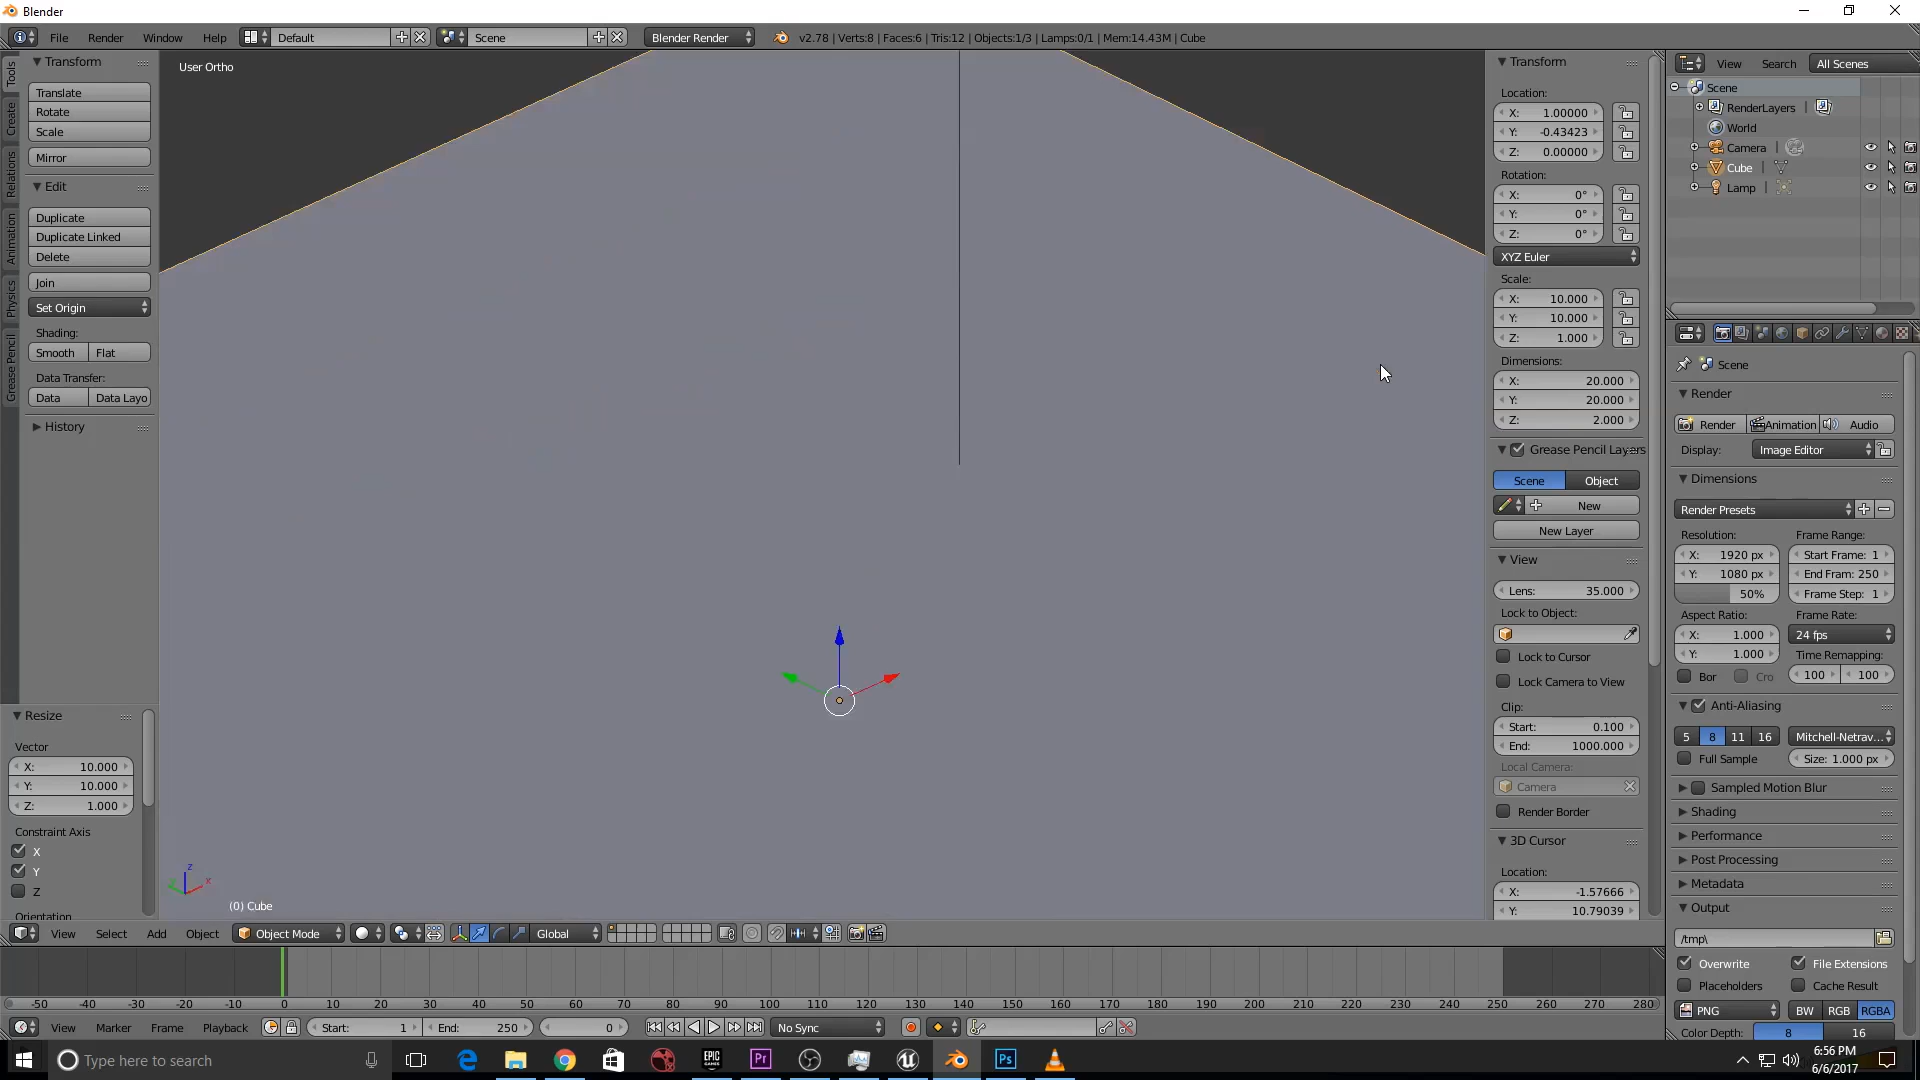 Blender
File Render Window Help Default Scene Blender Render v2.78 | Verts:8 | Faces:6 | Tris:12 | Objects:1/3 | Lamps:0/1 | Mem:14.43M | Cube
Tools
Create
Relations
Animation
Physics
Grease Pencil
Transform
Translate
Rotate
Scale
Mirror
Edit
Duplicate
Duplicate Linked
Delete
Join
Set Origin
Shading:
Smooth Flat
Data Transfer:
Data Data Layo
History
Resize
Vector
X: 10.000
Y: 10.000
Z: 1.000
Constraint Axis
X
Y
Z
Orientation
User Ortho
z
y x
(0) Cube
Transform
Location:
X: 1.00000
Y: -0.43423
Z: 0.00000
Rotation:
X: 0°
Y: 0°
Z: 0°
XYZ Euler
Scale:
X: 10.000
Y: 10.000
Z: 1.000
Dimensions:
X: 20.000
Y: 20.000
Z: 2.000
Grease Pencil Layers
Scene Object
New
New Layer
View
Lens: 35.000
Lock to Object:
Lock to Cursor
Lock Camera to View
Clip:
Start: 0.100
End: 1000.000
Local Camera:
Camera
Render Border
3D Cursor
Location:
X: -1.57666
Y: 10.79039
View Search All Scenes
Scene
RenderLayers |
World
Camera |
Cube |
Lamp |
Scene
Render
Render Animation Audio
Display: Image Editor
Dimensions
Render Presets
Resolution: Frame Range:
X: 1920 px Start Frame: 1
Y: 1080 px End Fram: 250
50% Frame Step: 1
Aspect Ratio: Frame Rate:
X: 1.000 24 fps
Y: 1.000 Time Remapping:
Bor Cro 100 100
Anti-Aliasing
5 8 11 16 Mitchell-Netrav...
Full Sample Size: 1.000 px
Sampled Motion Blur
Shading
Performance
Post Processing
Metadata
Output
/tmp\
Overwrite File Extensions
Placeholders Cache Result
PNG BW RGB RGBA
Color Depth: 8 16
View Select Add Object Object Mode Global
-50 -40 -30 -20 -10 0 10 20 30 40 50 60 70 80 90 100 110 120 130 140 150 160 170 180 190 200 210 220 230 240 250 260 270 280
View Marker Frame Playback Start: 1 End: 250 0 No Sync
Type here to search
EPIC GAMES
Pr
Ps
6:56 PM
6/6/2017